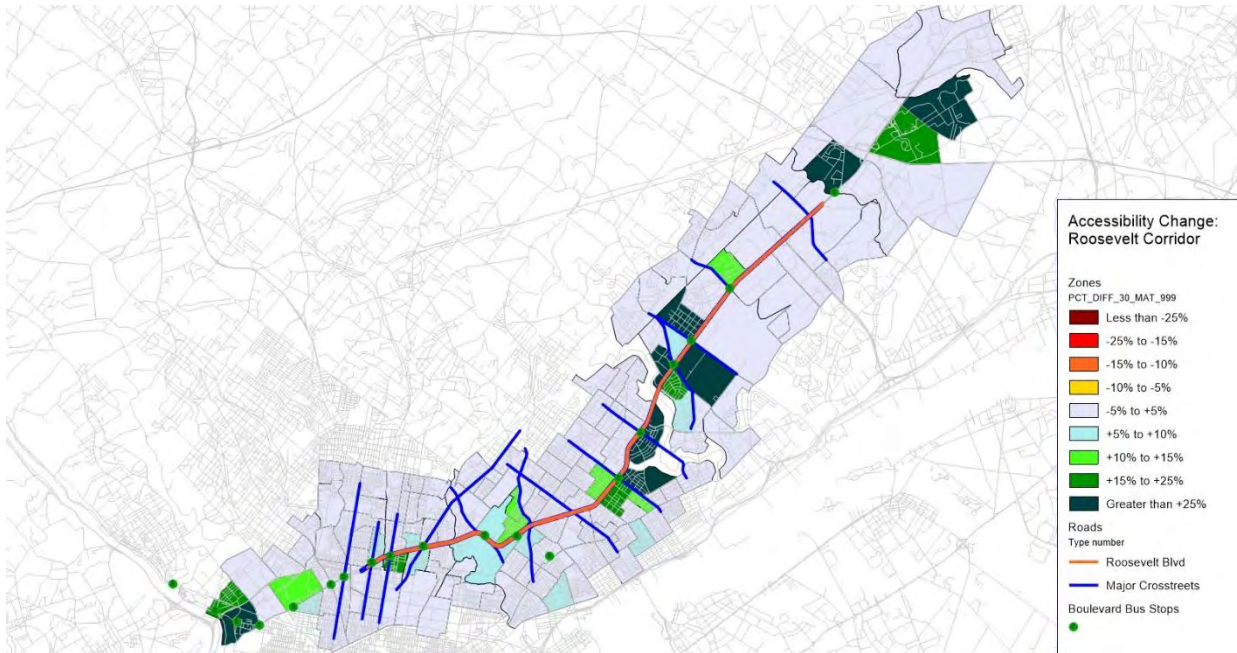 Accessibility Change:
Roosevelt Corridor
Zones
PCT_DIFF_30_MAT_999
Less than -25%
-25% to -15%
-15% to -10%
-10% to -5%
-5% to +5%
+5% to +10%
+10% to +15%
+15% to +25%
Greater than +25%
Roads
Type number
Roosevelt Blvd
Major Crosstreets
Boulevard Bus Stops